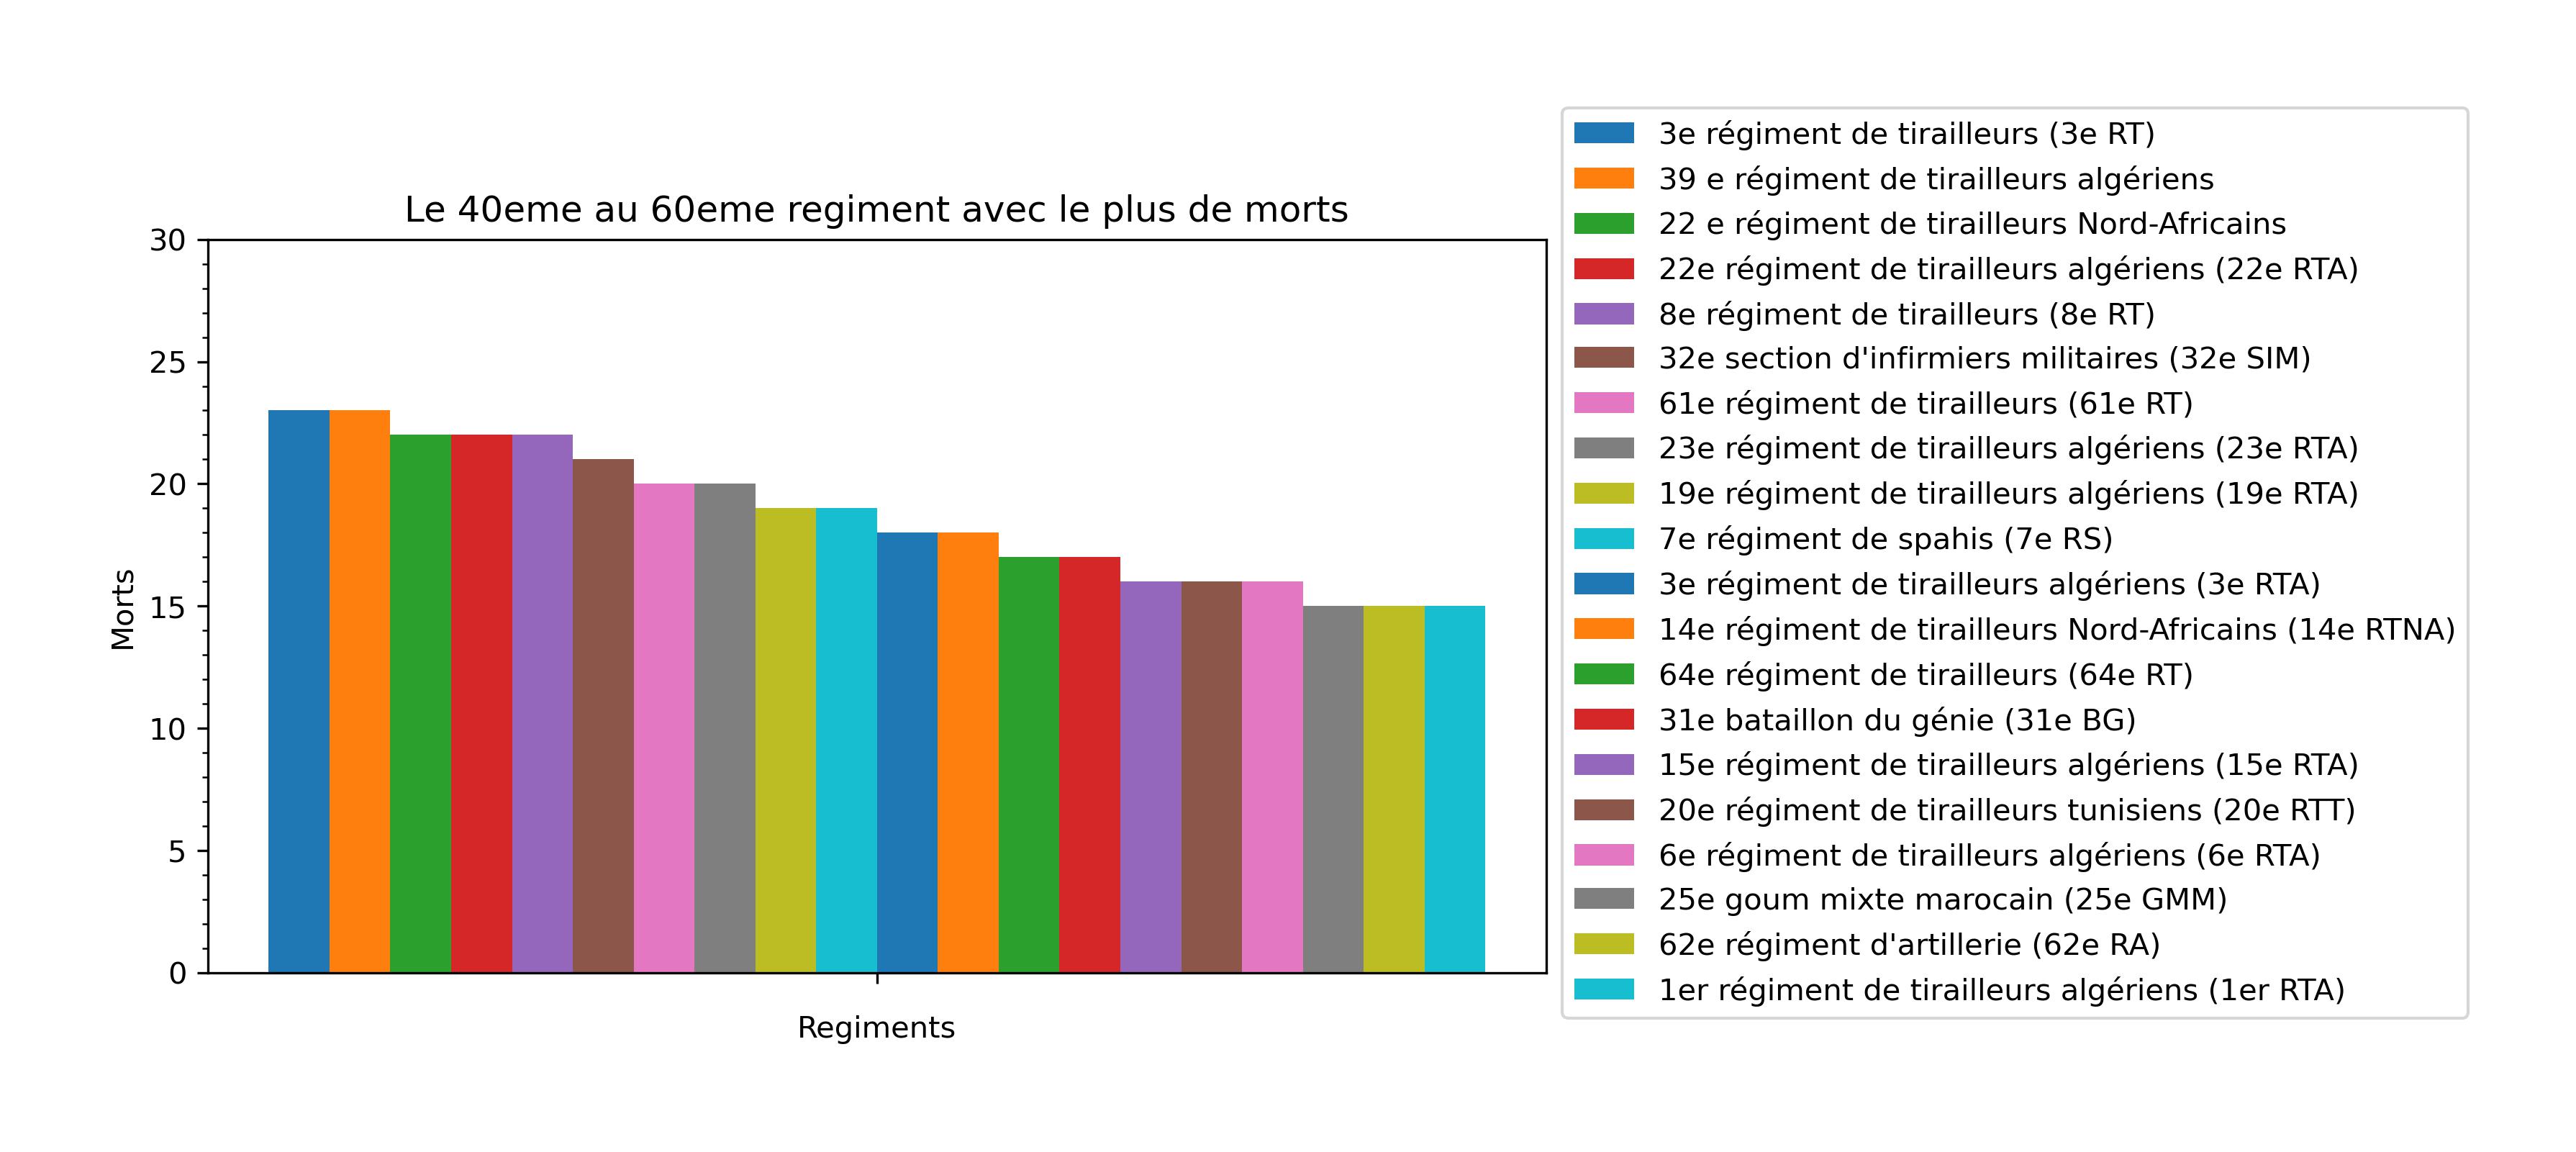 Le 40eme au 60eme regiment avec le plus de morts
30
25
20
15
10
5
0
Morts
Regiments
3e régiment de tirailleurs (3e RT)
39 e régiment de tirailleurs algériens
22 e régiment de tirailleurs Nord-Africains
22e régiment de tirailleurs algériens (22e RTA)
8e régiment de tirailleurs (8e RT)
32e section d'infirmiers militaires (32e SIM)
61e régiment de tirailleurs (61e RT)
23e régiment de tirailleurs algériens (23e RTA)
19e régiment de tirailleurs algériens (19e RTA)
7e régiment de spahis (7e RS)
3e régiment de tirailleurs algériens (3e RTA)
14e régiment de tirailleurs Nord-Africains (14e RTNA)
64e régiment de tirailleurs (64e RT)
31e bataillon du génie (31e BG)
15e régiment de tirailleurs algériens (15e RTA)
20e régiment de tirailleurs tunisiens (20e RTT)
6e régiment de tirailleurs algériens (6e RTA)
25e goum mixte marocain (25e GMM)
62e régiment d'artillerie (62e RA)
1er régiment de tirailleurs algériens (1er RTA)